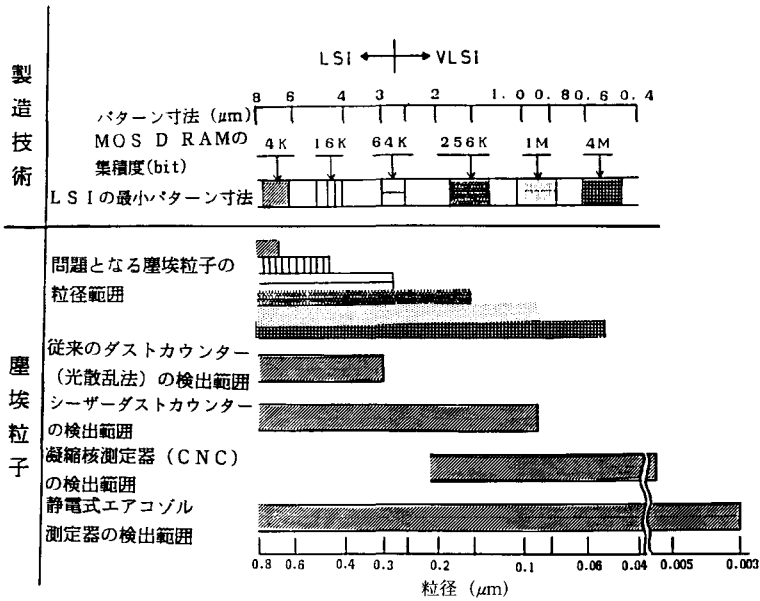 LSI VLSI
製造技術
8 6 4 3 2 1.0 0.8 0.6 0.4
パターン寸法 (μm)
MOS D RAMの
集積度(bit)
4K 16K 64K 256K 1M 4M
LSIの最小パターン寸法
塵埃粒子
問題となる塵埃粒子の
粒径範囲
従来のダストカウンター
(光散乱法)の検出範囲
シーザーダストカウンター
の検出範囲
凝縮核測定器(CNC)
の検出範囲
静電式エアコゾル
測定器の検出範囲
0.8 0.6 0.4 0.3 0.2 0.1 0.06 0.04 0.005 0.003
粒径 (μm)